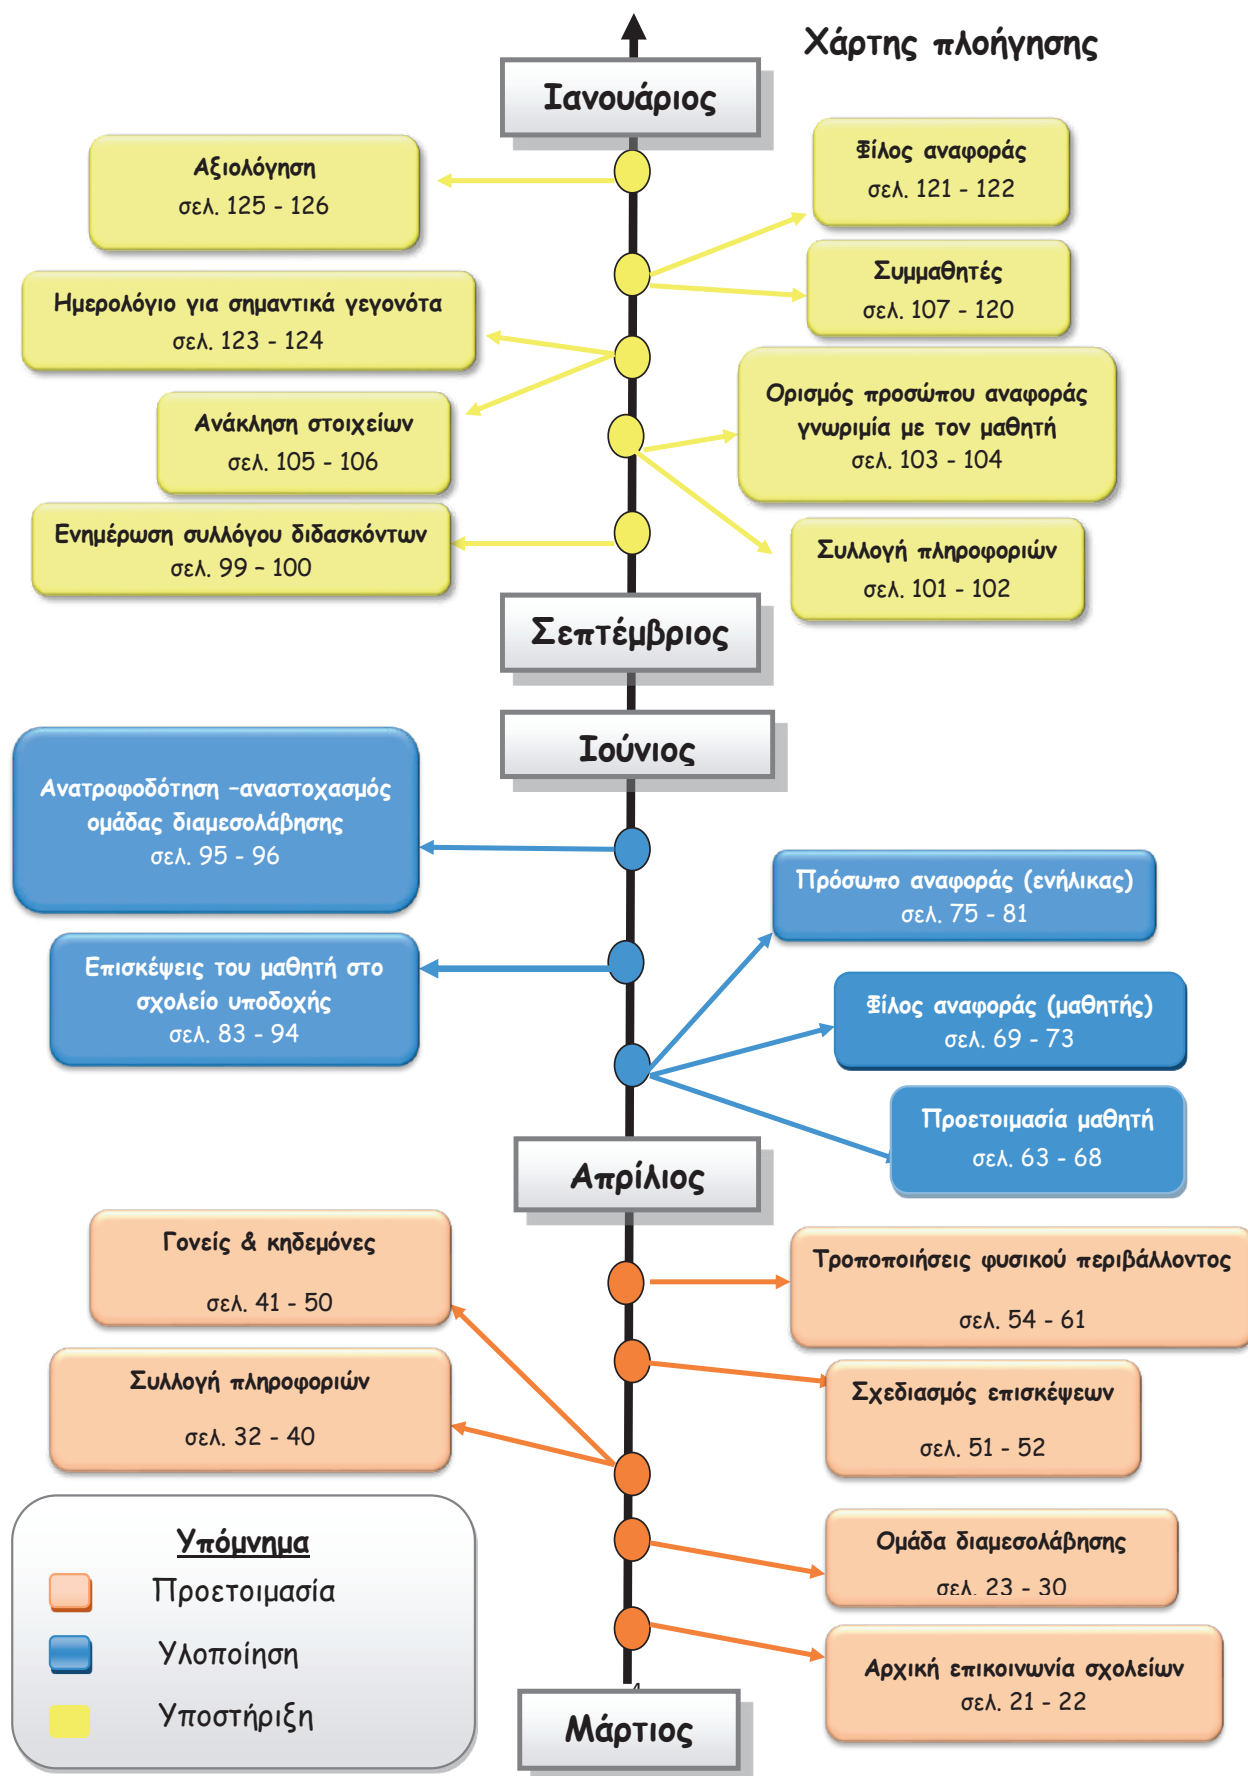 Χάρτης πλοήγησης
Ιανουάριος
Αξιολόγηση
σελ. 125 - 126
Φίλος αναφοράς
σελ. 121 - 122
Συμμαθητές
σελ. 107 - 120
Ημερολόγιο για σημαντικά γεγονότα
σελ. 123 - 124
Ορισμός προσώπου αναφοράς
γνωριμία με τον μαθητή
σελ. 103 - 104
Ανάκληση στοιχείων
σελ. 105 - 106
Ενημέρωση συλλόγου διδασκόντων
σελ. 99 – 100
Συλλογή πληροφοριών
σελ. 101 - 102
Σεπτέμβριος
Ιούνιος
Ανατροφοδότηση –αναστοχασμός
ομάδας διαμεσολάβησης
σελ. 95 - 96
Πρόσωπο αναφοράς (ενήλικας)
σελ. 75 - 81
Επισκέψεις του μαθητή στο
σχολείο υποδοχής
σελ. 83 - 94
Φίλος αναφοράς (μαθητής)
σελ. 69 - 73
Προετοιμασία μαθητή
σελ. 63 - 68
Απρίλιος
Γονείς & κηδεμόνες
σελ. 41 - 50
Τροποποιήσεις φυσικού περιβάλλοντος
σελ. 54 - 61
Συλλογή πληροφοριών
σελ. 32 - 40
Σχεδιασμός επισκέψεων
σελ. 51 - 52
Ομάδα διαμεσολάβησης
σελ. 23 - 30
Αρχική επικοινωνία σχολείων
σελ. 21 - 22
Υπόμνημα
Προετοιμασία
Υλοποίηση
Υποστήριξη
Μάρτιος